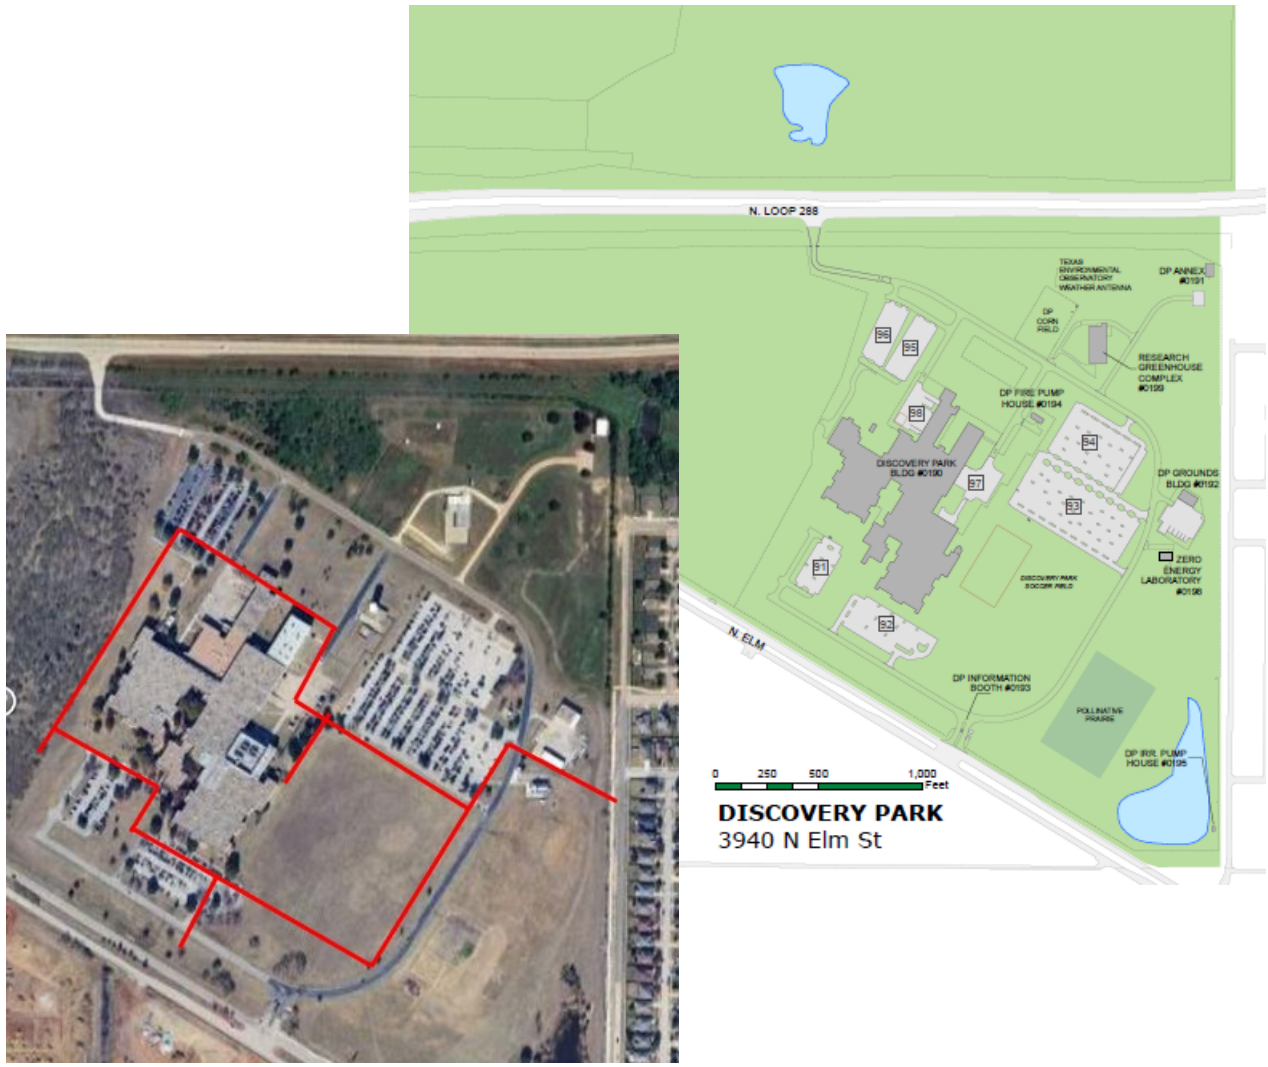 N. LOOP 288
TEXAS
ENVIRONMENTAL
OBSERVATORY
WEATHER ANTENNA
DP ANNEX
#0191
DP
CORN
FIELD
96
95
RESEARCH
GREENHOUSE
COMPLEX
#0199
DP FIRE PUMP
HOUSE #0194
98
94
DISCOVERY PARK
BLDG #0190
97
DP GROUNDS
BLDG #0192
93
91
ZERO
ENERGY
LABORATORY
#0198
DISCOVERY PARK
SOCCER FIELD
92
N. ELM
DP INFORMATION
BOOTH #0193
POLLINATIVE
PRAIRIE
DP IRR. PUMP
HOUSE #0195
0 250 500 1,000
Feet
DISCOVERY PARK
3940 N Elm St